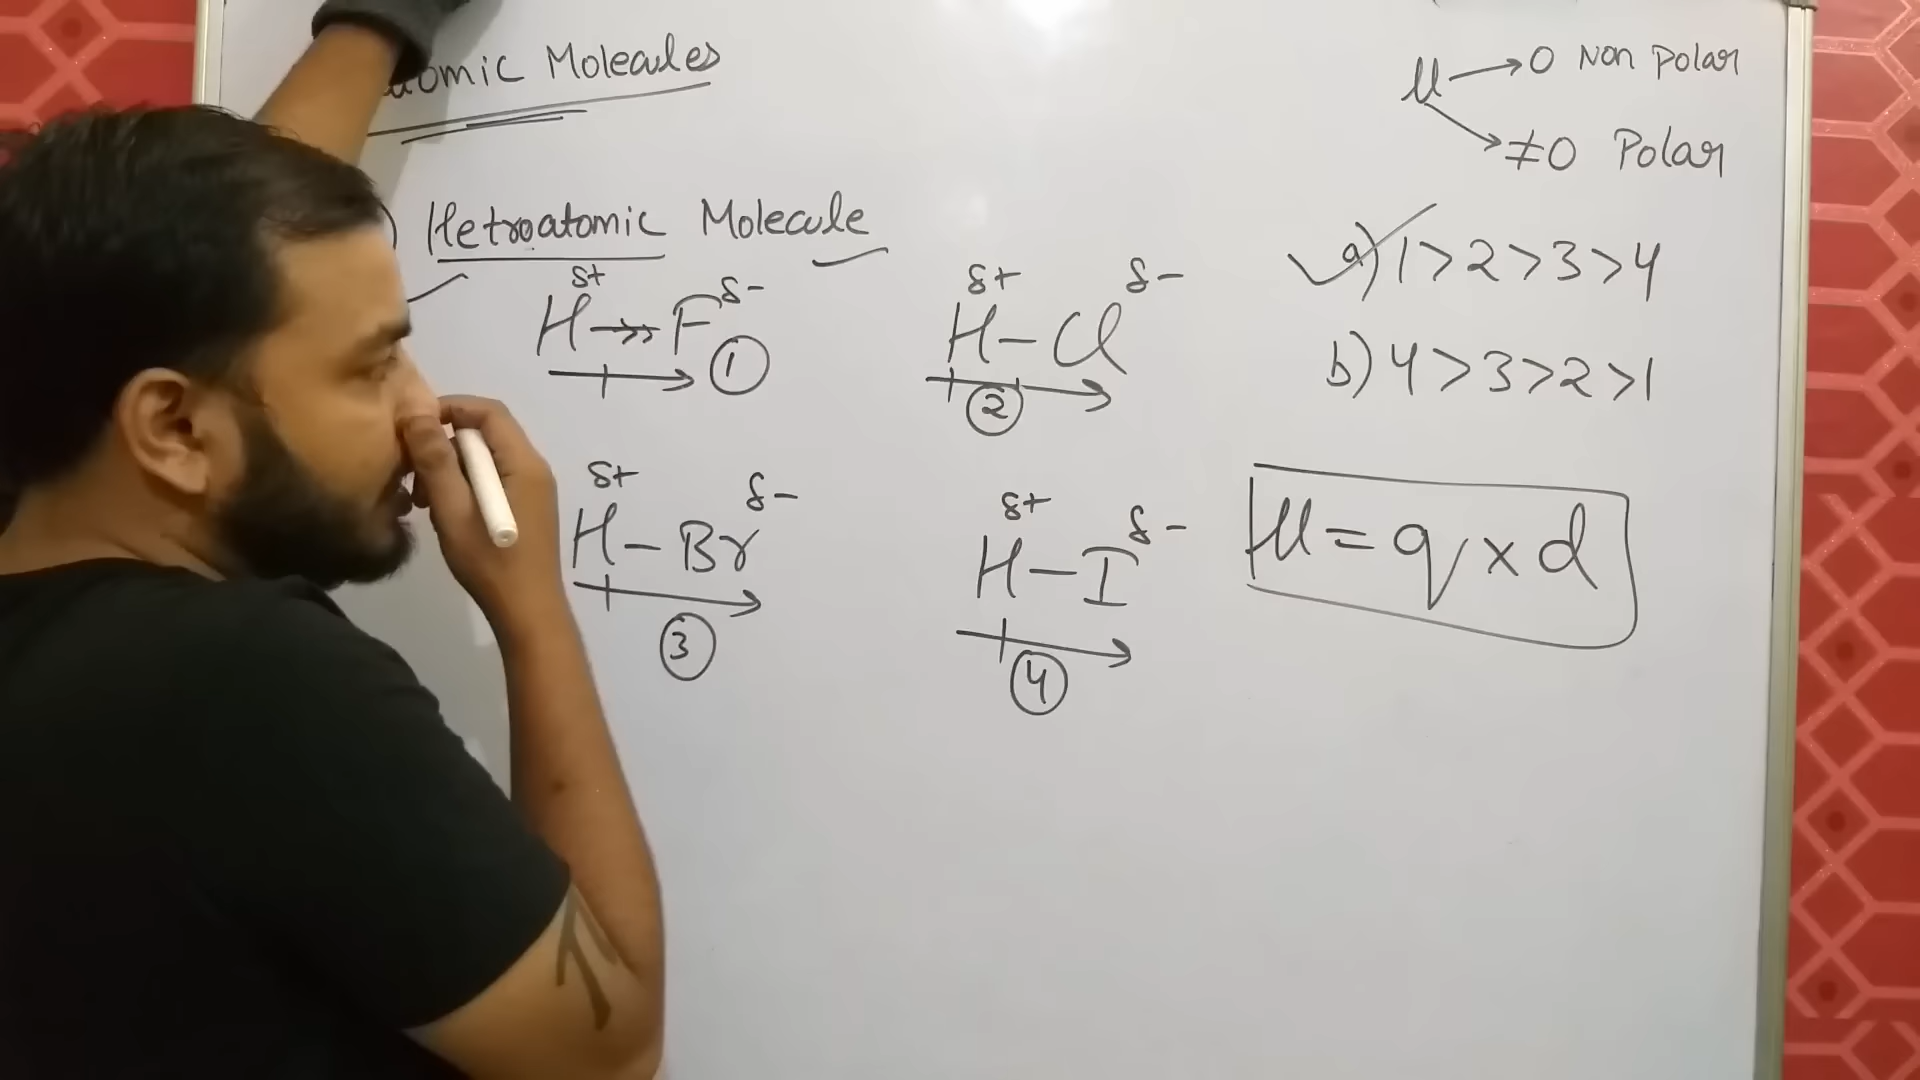 Molecules
μ → 0 Non Polar
→ ≠0 Polar
) Hetroatomic Molecule
δ+ δ-
H→»F
1
δ+ δ-
H-Cl
2
a) 1>2>3>4
b) 4>3>2>1
δ+ δ-
H-Br
3
δ+ δ-
H-I
4
μ = q × d